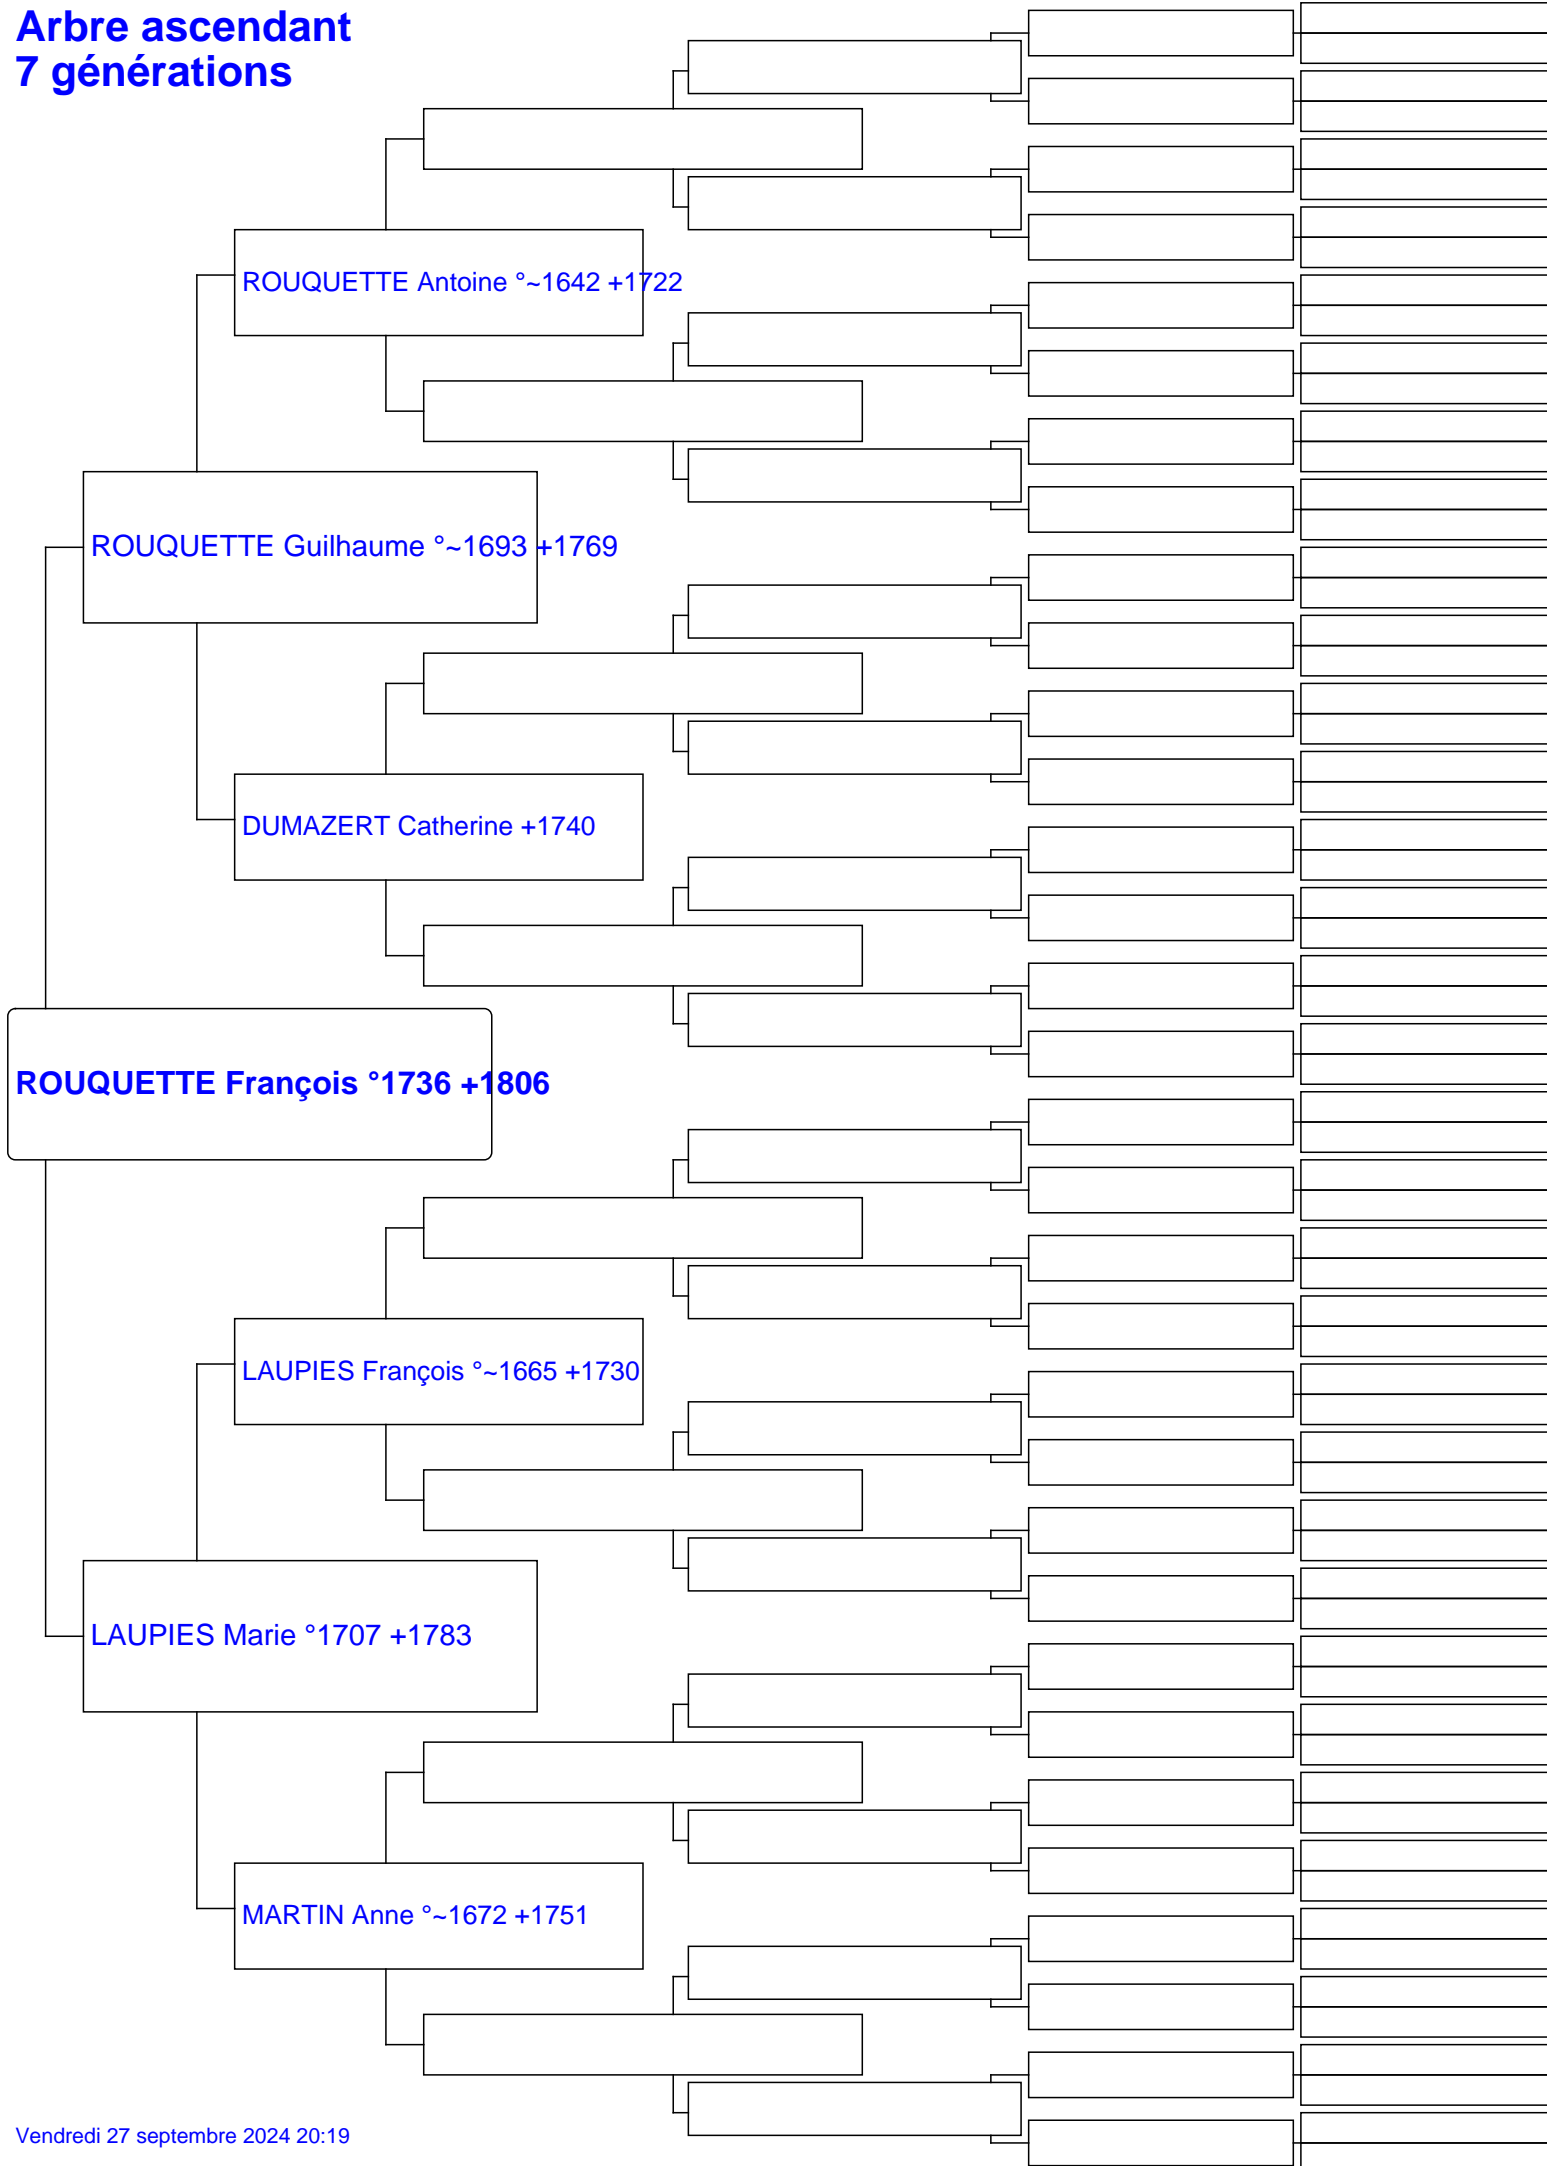 Arbre ascendant
7 générations
ROUQUETTE Antoine °~1642 +1722
ROUQUETTE Guilhaume °~1693 +1769
DUMAZERT Catherine +1740
ROUQUETTE François °1736 +1806
LAUPIES François °~1665 +1730
LAUPIES Marie °1707 +1783
MARTIN Anne °~1672 +1751
Vendredi 27 septembre 2024 20:19